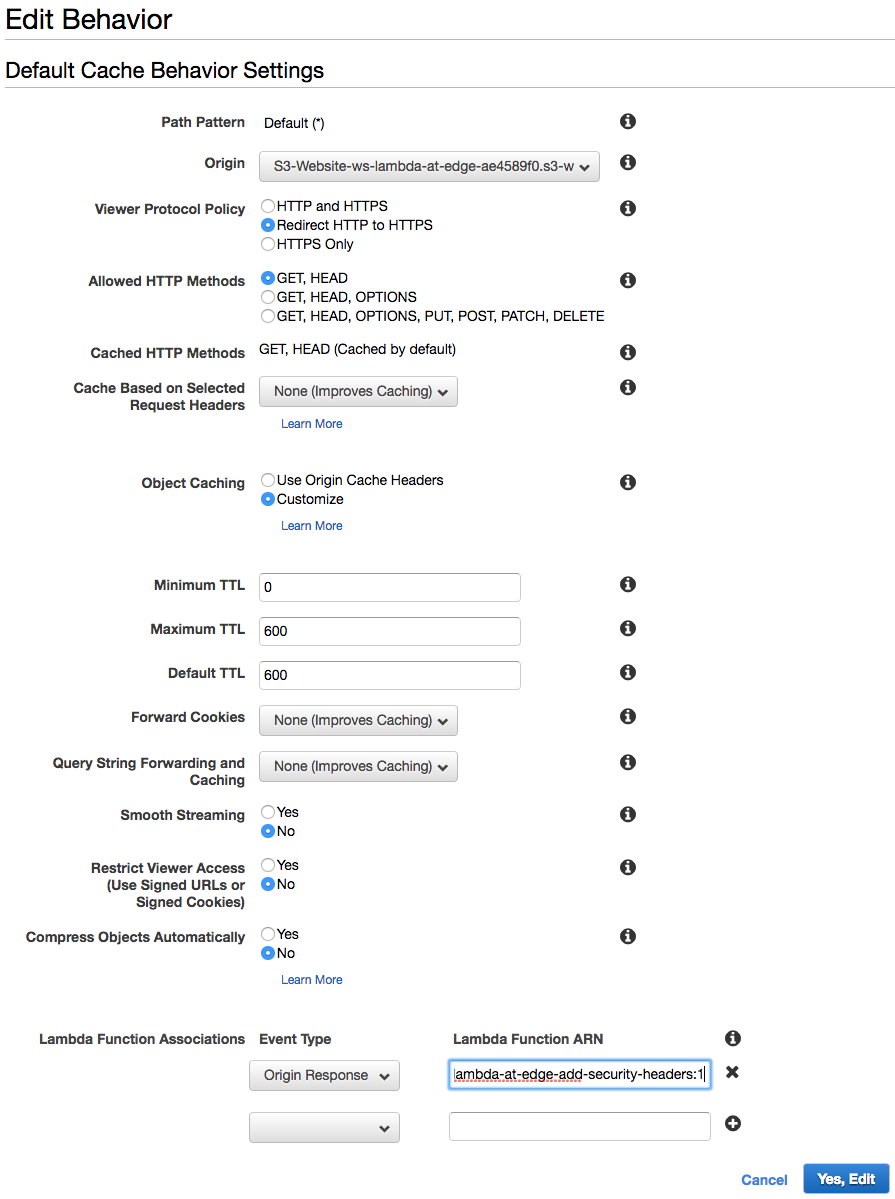 Edit Behavior
Default Cache Behavior Settings
Path Pattern Default (*)
Origin S3-Website-ws-lambda-at-edge-ae4589f0.s3-w
Viewer Protocol Policy HTTP and HTTPS
Redirect HTTP to HTTPS
HTTPS Only
Allowed HTTP Methods GET, HEAD
GET, HEAD, OPTIONS
GET, HEAD, OPTIONS, PUT, POST, PATCH, DELETE
Cached HTTP Methods GET, HEAD (Cached by default)
Cache Based on Selected
Request Headers
None (Improves Caching)
Learn More
Object Caching Use Origin Cache Headers
Customize
Learn More
Minimum TTL 0
Maximum TTL 600
Default TTL 600
Forward Cookies None (Improves Caching)
Query String Forwarding and
Caching
None (Improves Caching)
Smooth Streaming Yes
No
Restrict Viewer Access
(Use Signed URLs or
Signed Cookies)
Yes
No
Compress Objects Automatically Yes
No
Learn More
Lambda Function Associations Event Type Lambda Function ARN
Origin Response lambda-at-edge-add-security-headers:1
Cancel Yes, Edit